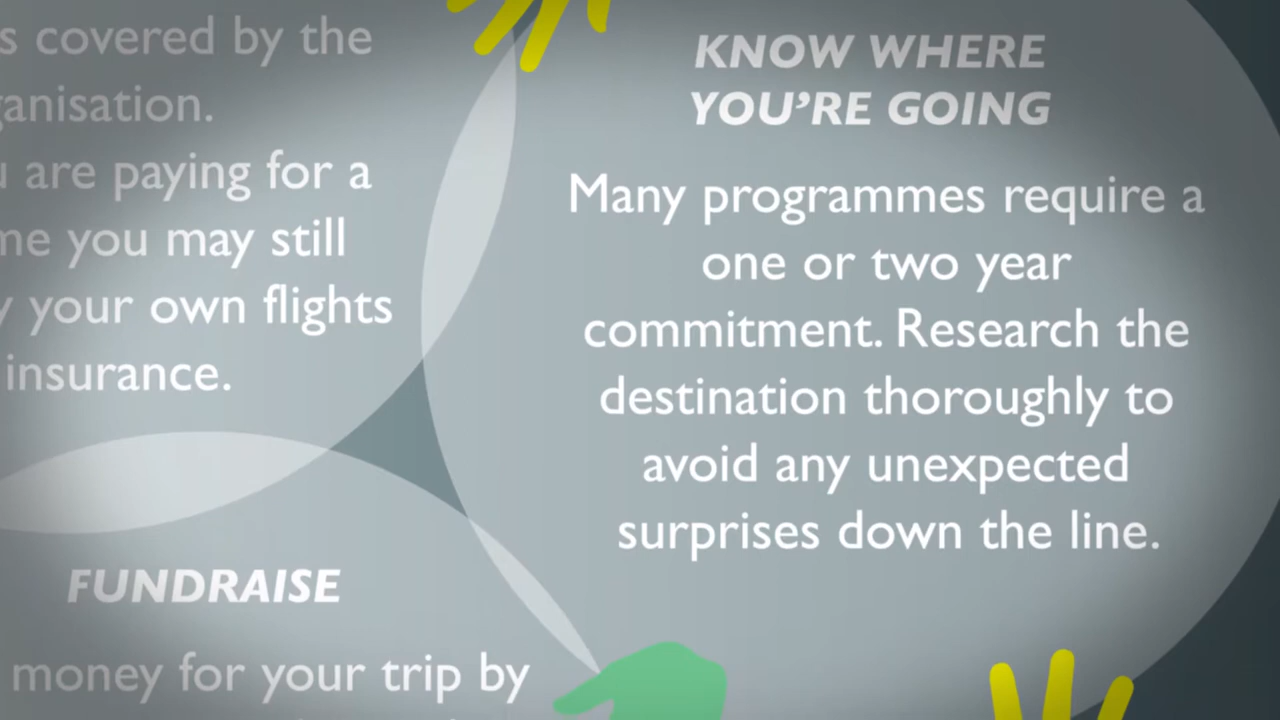 s covered by the
ganisation.
u are paying for a
me you may still
y your own flights
insurance.
KNOW WHERE
YOU'RE GOING
Many programmes require a
one or two year
commitment. Research the
destination thoroughly to
avoid any unexpected
surprises down the line.
FUNDRAISE
money for your trip by